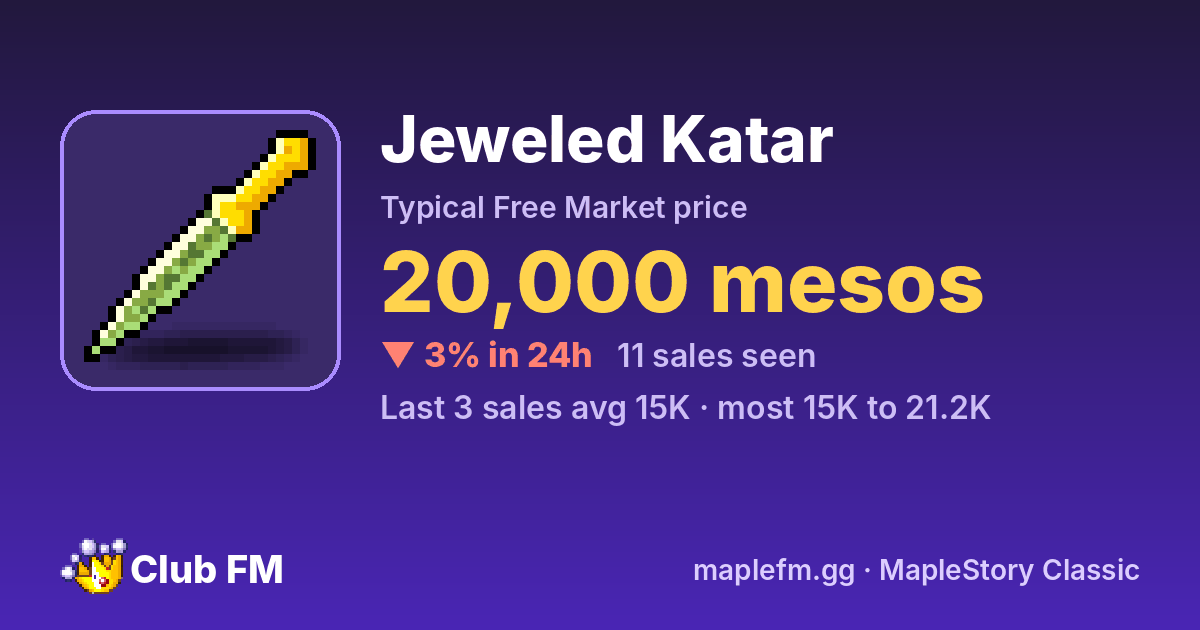 Jeweled Katar
Typical Free Market price
20,000 mesos
▼ 3% in 24h 11 sales seen
Last 3 sales avg 15K · most 15K to 21.2K
Club FM
maplefm.gg · MapleStory Classic